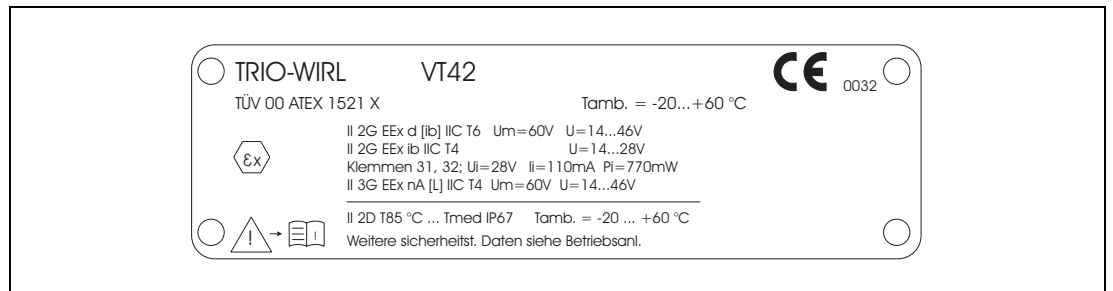 TRIO-WIRL VT42 CE 0032
TÜV 00 ATEX 1521 X Tamb. = -20...+60 °C
II 2G EEx d [ib] IIC T6 Um=60V U=14...46V
II 2G EEx ib IIC T4 U=14...28V
εx
Klemmen 31, 32; Ui=28V Ii=110mA Pi=770mW
II 3G EEx nA [L] IIC T4 Um=60V U=14...46V
II 2D T85 °C ... Tmed IP67 Tamb. = -20 ... +60 °C
! i
Weitere sicherheitst. Daten siehe Betriebsanl.